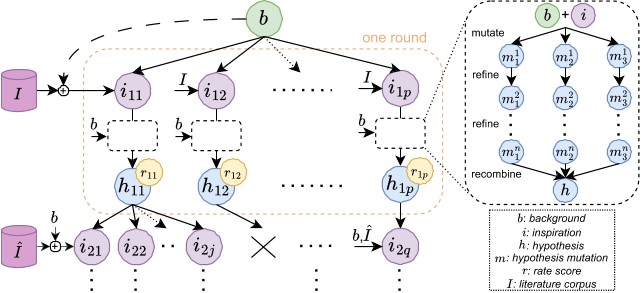 b
one round
I
i₁₁
I
i₁₂
I
i₁ₚ
b
b
b
h₁₁
r₁₁
h₁₂
r₁₂
h₁ₚ
r₁ₚ
Î
b
i₂₁
i₂₂
i₂ⱼ
b,Î
i₂q
b + i
mutate
m₁¹
m₂¹
m₃¹
refine
m₁²
m₂²
m₃²
refine
m₁ⁿ
m₂ⁿ
m₃ⁿ
recombine
h
b: background
i: inspiration
h: hypothesis
m: hypothesis mutation
r: rate score
I: literature corpus